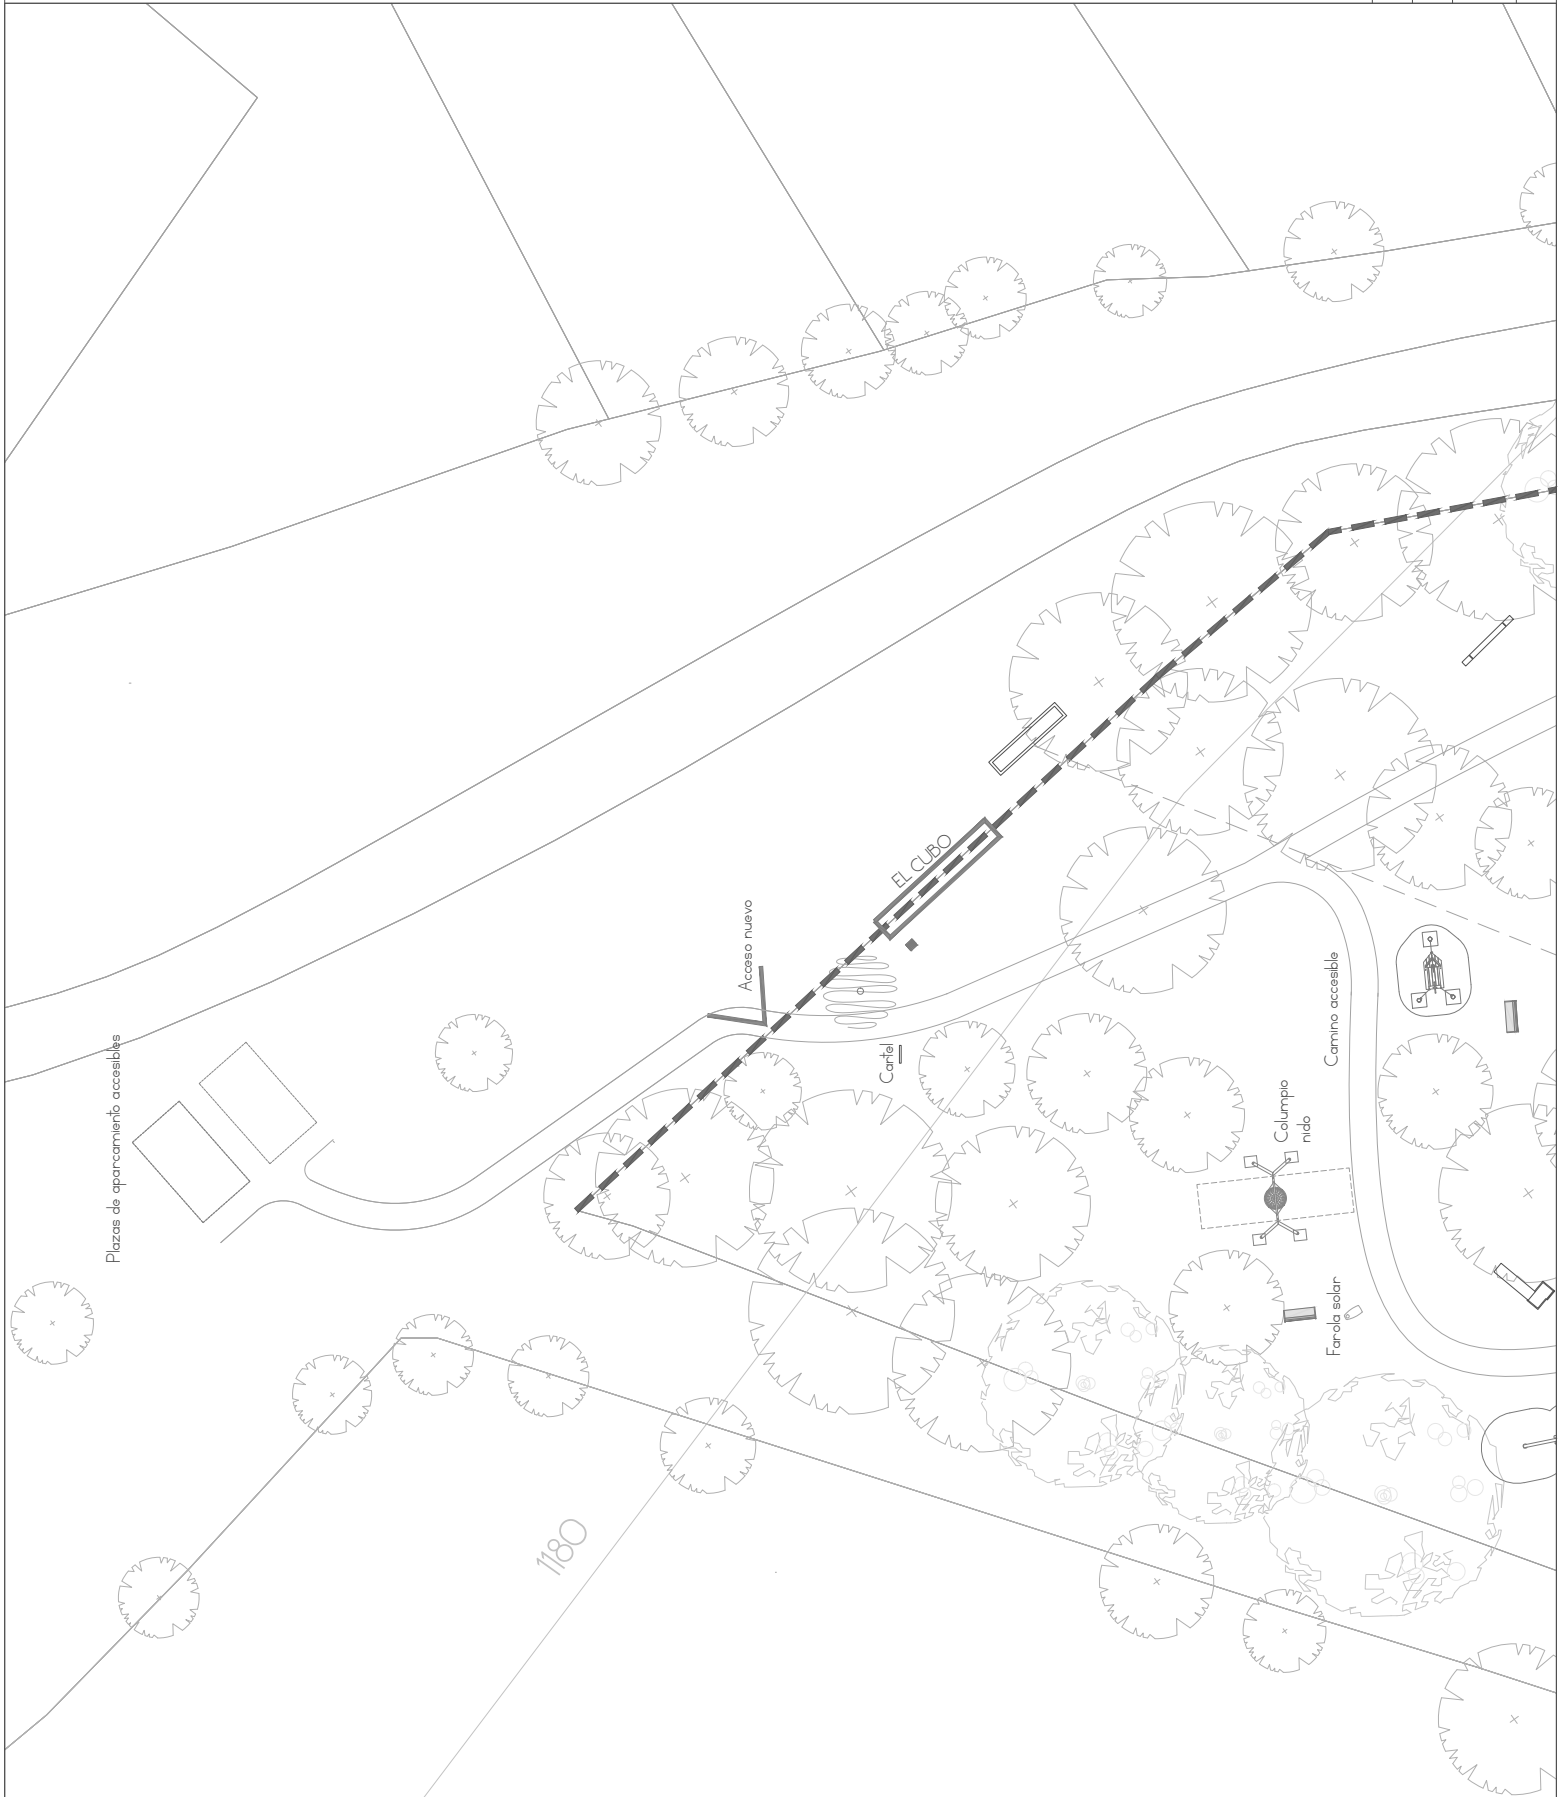 Plazas de aparcamiento accesibles
Acceso nuevo
EL CUBO
Cartel
Camino accesible
Columpio
nido
Farola solar
1180